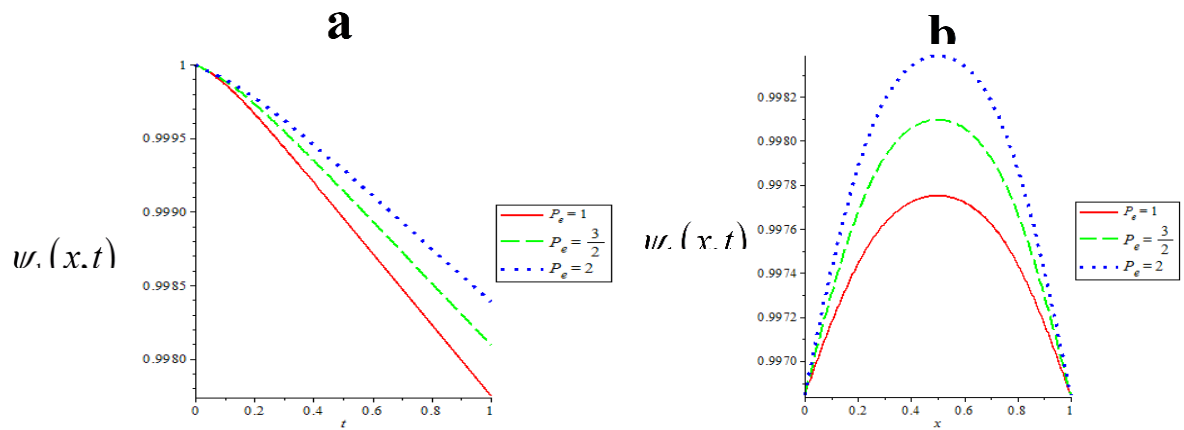 a
1
0.9995
0.9990
0.9985
0.9980
0 0.2 0.4 0.6 0.8 1
t
(x,t)
P_e = 1
P_e = 3/2
P_e = 2
b
0.9982
0.9980
0.9978
0.9976
0.9974
0.9972
0.9970
0 0.2 0.4 0.6 0.8 1
x
(x,t)
P_e = 1
P_e = 3/2
P_e = 2